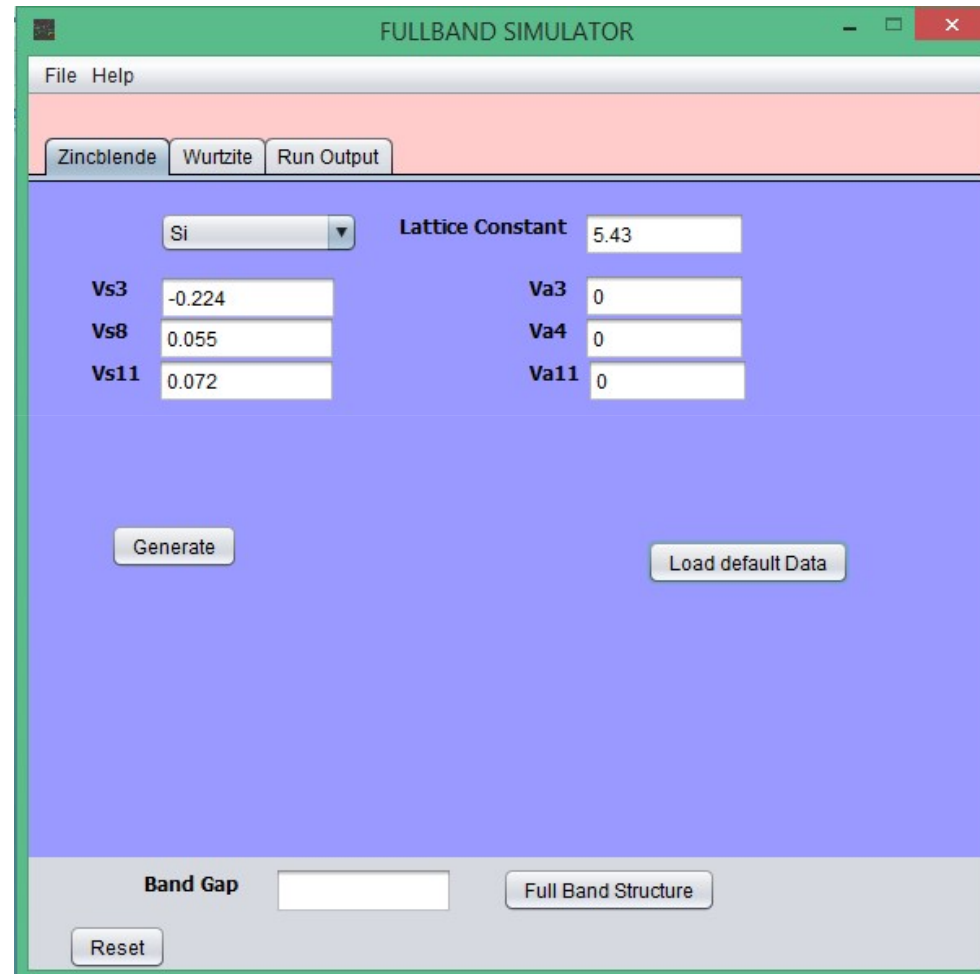 FULLBAND SIMULATOR
File Help
Zincblende Wurtzite Run Output
Si Lattice Constant 5.43
Vs3 -0.224 Va3 0
Vs8 0.055 Va4 0
Vs11 0.072 Va11 0
Generate
Load default Data
Band Gap Full Band Structure
Reset